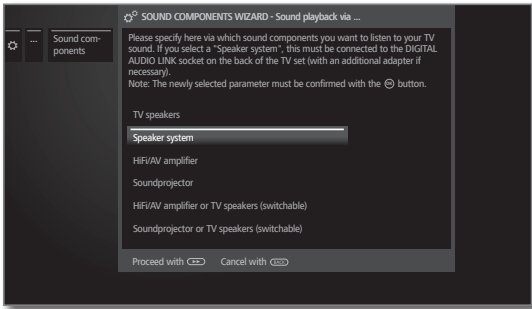 SOUND COMPONENTS WIZARD - Sound playback via ...
... Sound com-
ponents
Please specify here via which sound components you want to listen to your TV
sound. If you select a "Speaker system", this must be connected to the DIGITAL
AUDIO LINK socket on the back of the TV set (with an additional adapter if
necessary).
Note: The newly selected parameter must be confirmed with the OK button.
TV speakers
Speaker system
HiFi/AV amplifier
Soundprojector
HiFi/AV amplifier or TV speakers (switchable)
Soundprojector or TV speakers (switchable)
Proceed with Cancel with BACK